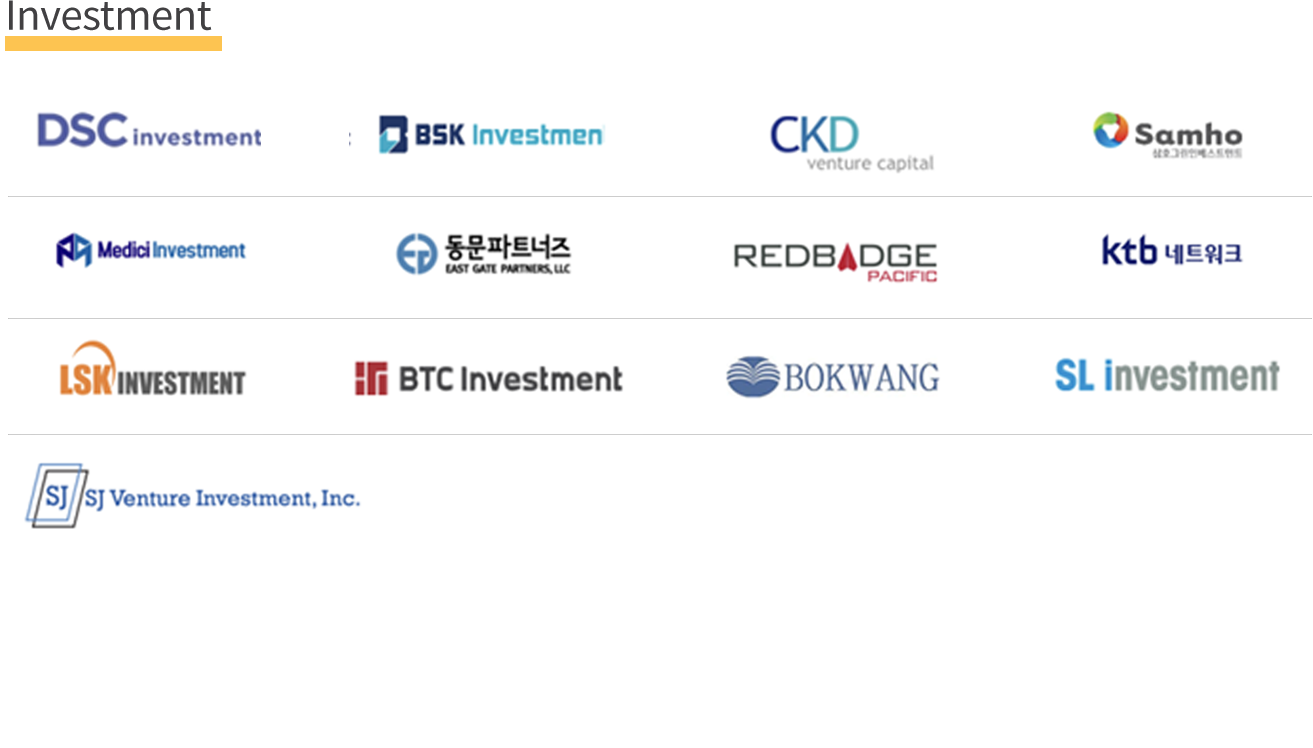 Investment
DSC investment
: BSK Investmen
CKD
venture capital
Samho
삼호그린인베스트먼트
Medici Investment
동문파트너즈
EAST GATE PARTNERS, LLC
REDBADGE
PACIFIC
ktb 네트워크
LSK INVESTMENT
BTC Investment
BOKWANG
SL investment
SJ SJ Venture Investment, Inc.